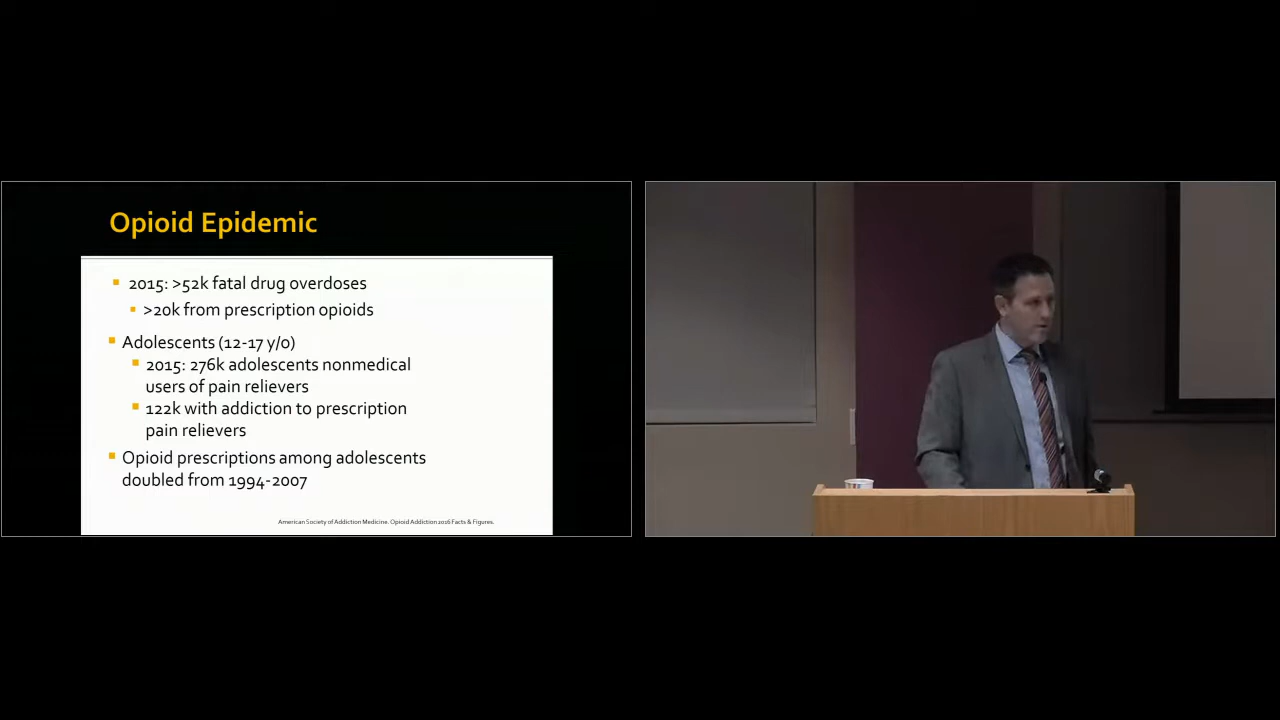 Opioid Epidemic
2015: >52k fatal drug overdoses
>20k from prescription opioids
Adolescents (12-17 y/o)
2015: 276k adolescents nonmedical
users of pain relievers
122k with addiction to prescription
pain relievers
Opioid prescriptions among adolescents
doubled from 1994-2007
American Society of Addiction Medicine. Opioid Addiction 2016 Facts & Figures.